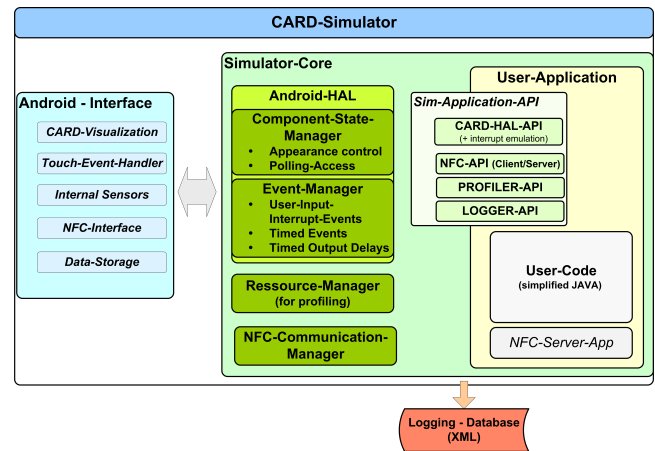 CARD-Simulator
Android - Interface
CARD-Visualization
Touch-Event-Handler
Internal Sensors
NFC-Interface
Data-Storage
Simulator-Core
Android-HAL
Component-State-
Manager
• Appearance control
• Polling-Access
Event-Manager
• User-Input-
Interrupt-Events
• Timed Events
• Timed Output Delays
Ressource-Manager
(for profiling)
NFC-Communication-
Manager
User-Application
Sim-Application-API
CARD-HAL-API
(+ interrupt emulation)
NFC-API (Client/Server)
PROFILER-API
LOGGER-API
User-Code
(simplified JAVA)
NFC-Server-App
Logging - Database
(XML)